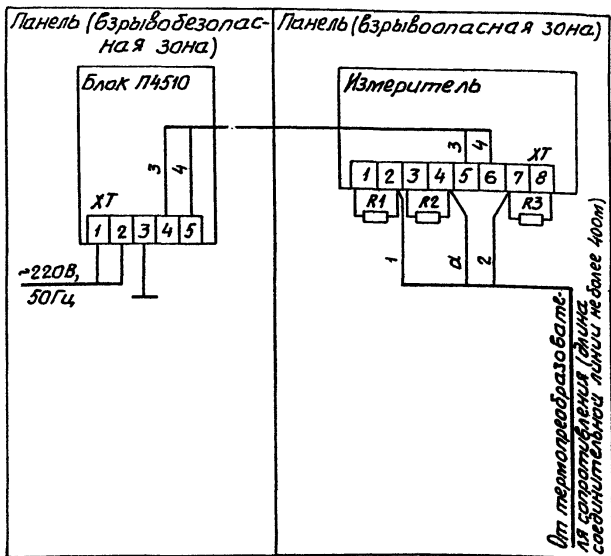 Панель (взрывобезопас-
ная зона)
Панель (взрывоопасная зона)
Блок П4510
Измеритель
3
4
3
4
XT
1 2 3 4 5
XT
1 2 3 4 5 6 7 8
R1
R2
R3
~220В,
50Гц
1
а
2
От термопреобразовате-
ля сопротивления (длина
соединительной линии не более 400м)